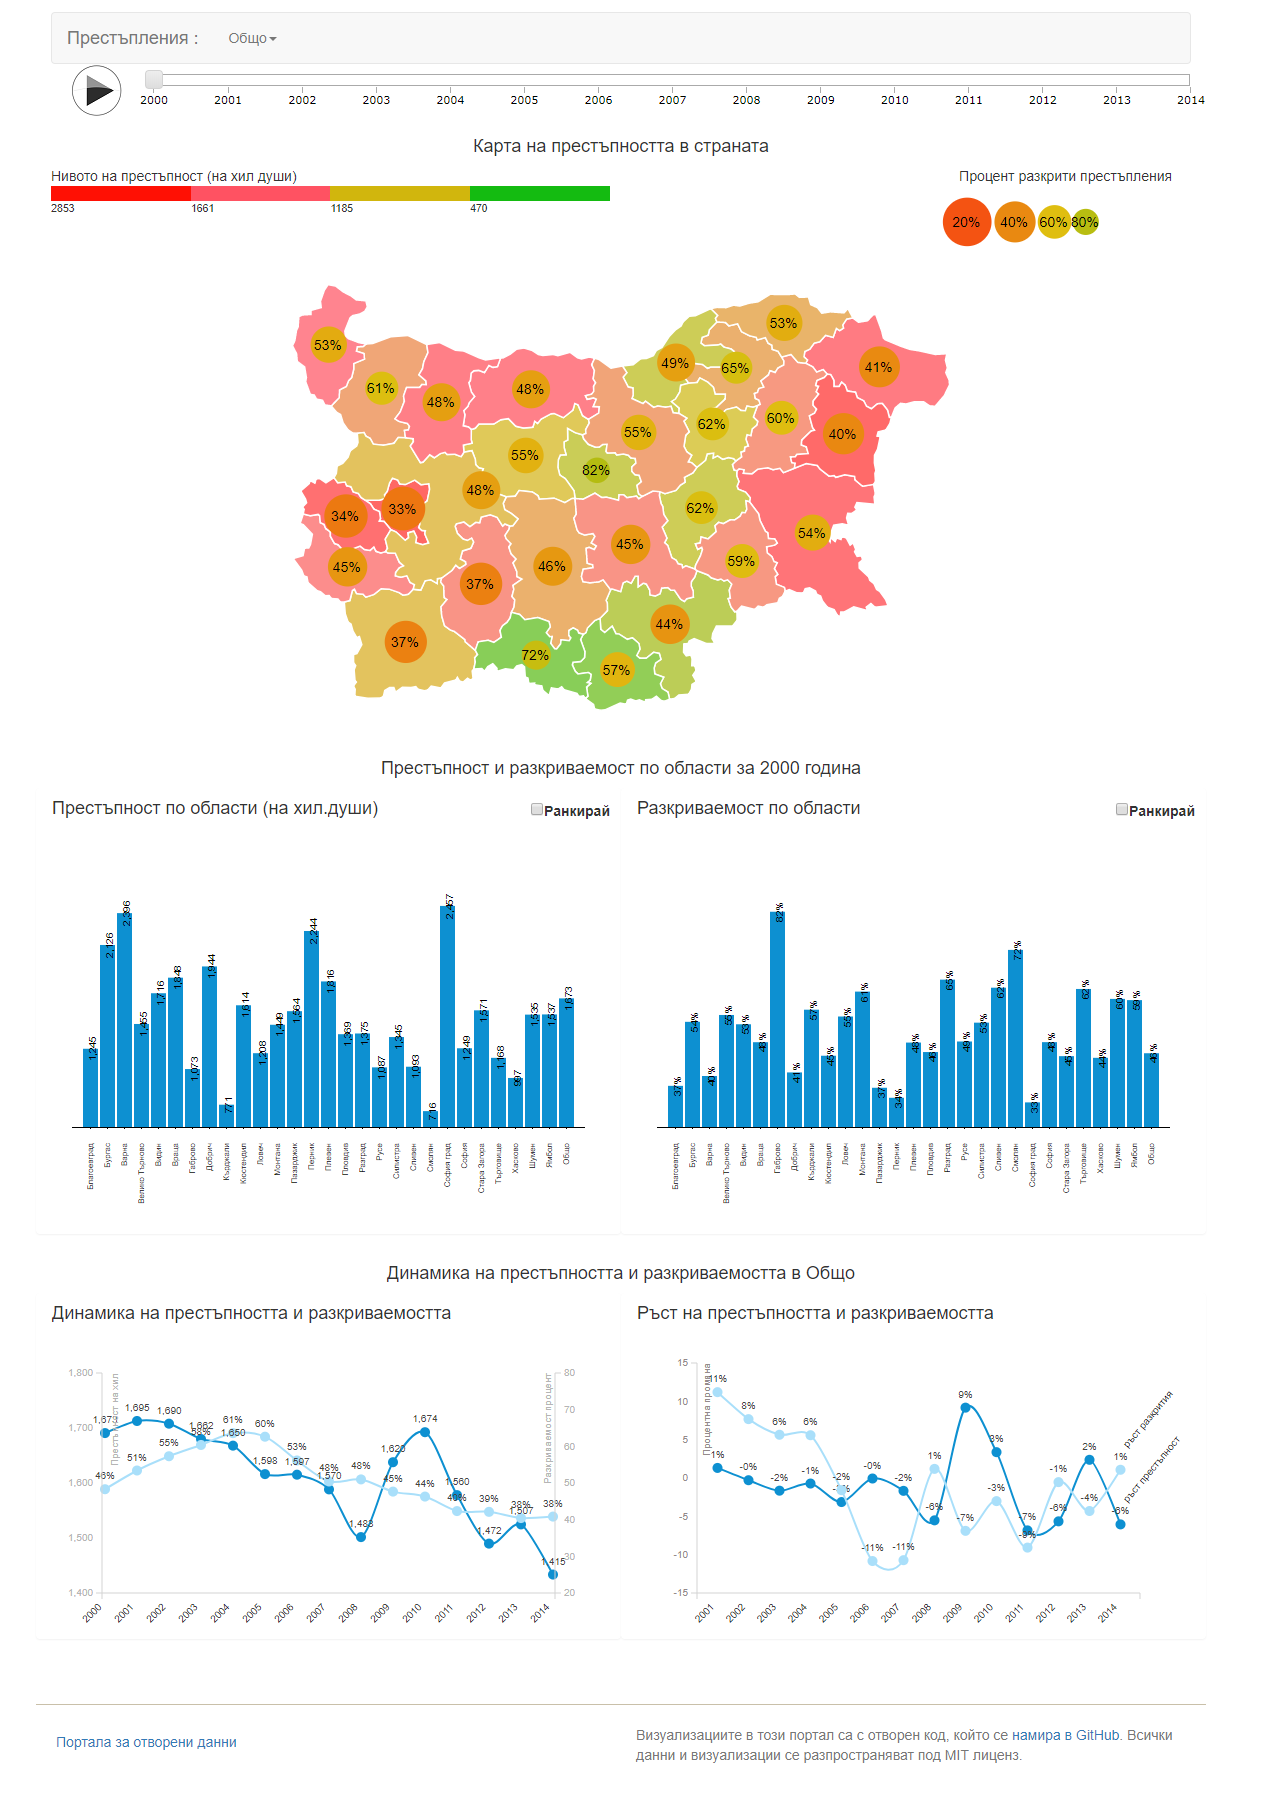 Престъпления :
Общо
2000 2001 2002 2003 2004 2005 2006 2007 2008 2009 2010 2011 2012 2013 2014
Карта на престъпността в страната
Нивото на престъпност (на хил души)
2853 1661 1185 470
Процент разкрити престъпления
20% 40% 60% 80%
53%
53%
49%
65%
41%
61%
48%
48%
60%
62%
55%
40%
55%
82%
48%
62%
33%
34%
54%
45%
59%
46%
45%
37%
44%
37%
72%
57%
Престъпност и разкриваемост по области за 2000 година
Престъпност по области (на хил.души)
Ранкирай
1,245 2,126 2,396 1,455 1,716 1,848 1,073 1,944 771 1,614 1,208 1,449 1,564 2,244 1,816 1,369 1,375 1,087 1,345 1,093 716 2,457 1,249 1,571 1,168 997 1,535 1,537 1,673
Благоевград Бургас Варна Велико Търново Видин Враца Габрово Добрич Кърджали Кюстендил Ловеч Монтана Пазарджик Перник Плевен Пловдив Разград Русе Силистра Сливен Смолян София град София Стара Загора Търговище Хасково Шумен Ямбол Общо
Разкриваемост по области
Ранкирай
37% 54% 40% 55% 53% 48% 82% 41% 57% 45% 55% 61% 37% 34% 48% 46% 65% 49% 53% 62% 72% 33% 48% 45% 62% 44% 60% 59% 46%
Благоевград Бургас Варна Велико Търново Видин Враца Габрово Добрич Кърджали Кюстендил Ловеч Монтана Пазарджик Перник Плевен Пловдив Разград Русе Силистра Сливен Смолян София град София Стара Загора Търговище Хасково Шумен Ямбол Общо
Динамика на престъпността и разкриваемостта в Общо
Динамика на престъпността и разкриваемостта
1,800
1,700
1,600
1,500
1,400
Престъпност на хил
80
70
60
50
40
30
20
Разкриваемост процент
1,673 1,695 1,690 1,662 1,650 1,598 1,597 1,570 1,483 1,620 1,674 1,560 1,472 1,507 1,415
46% 51% 55% 58% 61% 60% 53% 48% 48% 45% 44% 40% 39% 38% 38%
2000 2001 2002 2003 2004 2005 2006 2007 2008 2009 2010 2011 2012 2013 2014
Ръст на престъпността и разкриваемостта
15
10
5
0
-5
-10
-15
Процентна промяна
11% 8% 6% 6% -2% -11% -11% 1% -7% -3% -9% -1% -4% 1%
1% -0% -2% -1% -0% -2% -6% 9% 3% -7% -6% 2% -6%
ръст разкрития
ръст престъпност
2001 2002 2003 2004 2005 2006 2007 2008 2009 2010 2011 2012 2013 2014
Портала за отворени данни
Визуализациите в този портал са с отворен код, който се намира в GitHub. Всички
данни и визуализации се разпространяват под MIT лиценз.